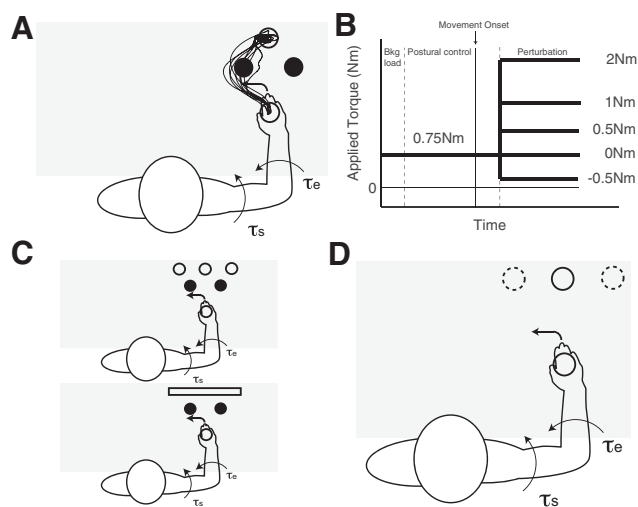 A
τe
τs
B
Movement Onset
Bkg
load
Postural control
Perturbation
Applied Torque (Nm)
2Nm
1Nm
0.5Nm
0.75Nm
0Nm
-0.5Nm
0
Time
C
τe
τs
τe
τs
D
τe
τs